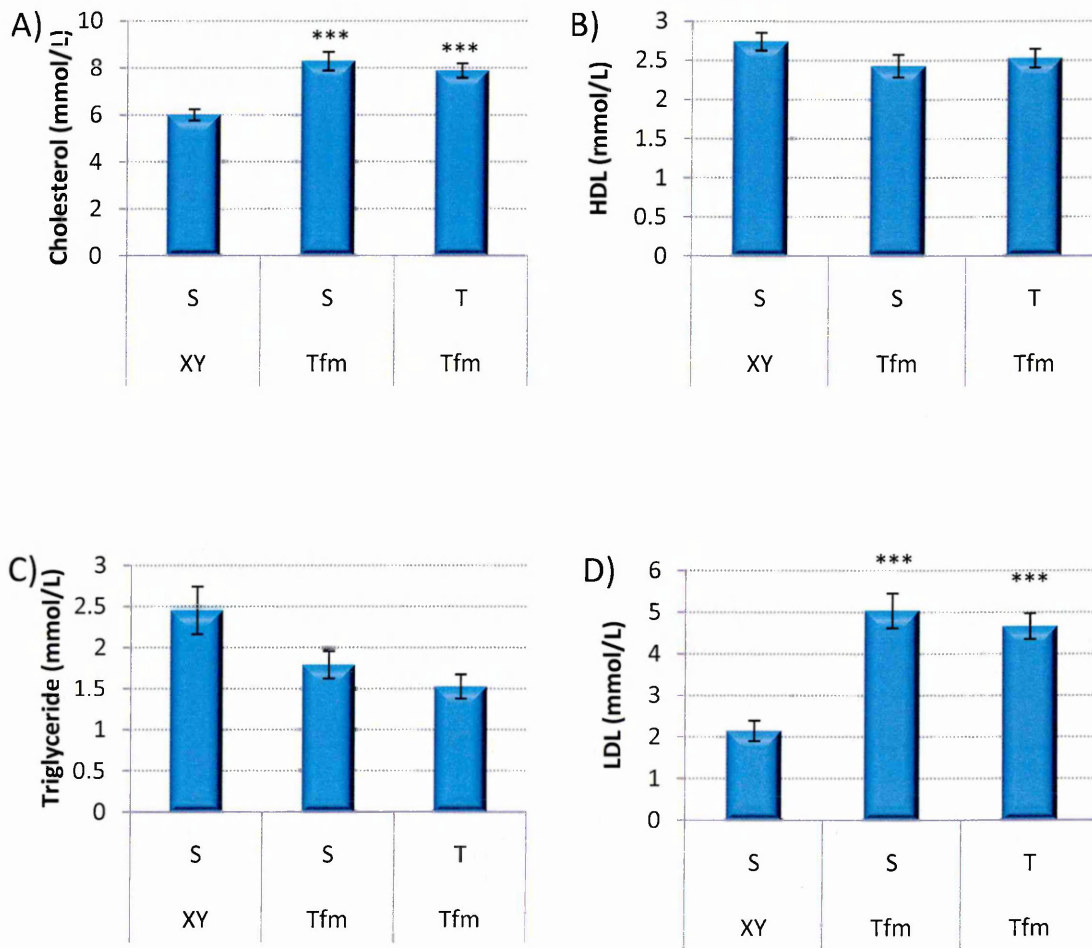 A)
Cholesterol (mmol/L)
10
8
6
4
2
0
***
***
S S T
XY Tfm Tfm
B)
HDL (mmol/L)
3
2.5
2
1.5
1
0.5
0
S S T
XY Tfm Tfm
C)
Triglyceride (mmol/L)
3
2.5
2
1.5
1
0.5
0
S S T
XY Tfm Tfm
D)
LDL (mmol/L)
6
5
4
3
2
1
0
***
***
S S T
XY Tfm Tfm